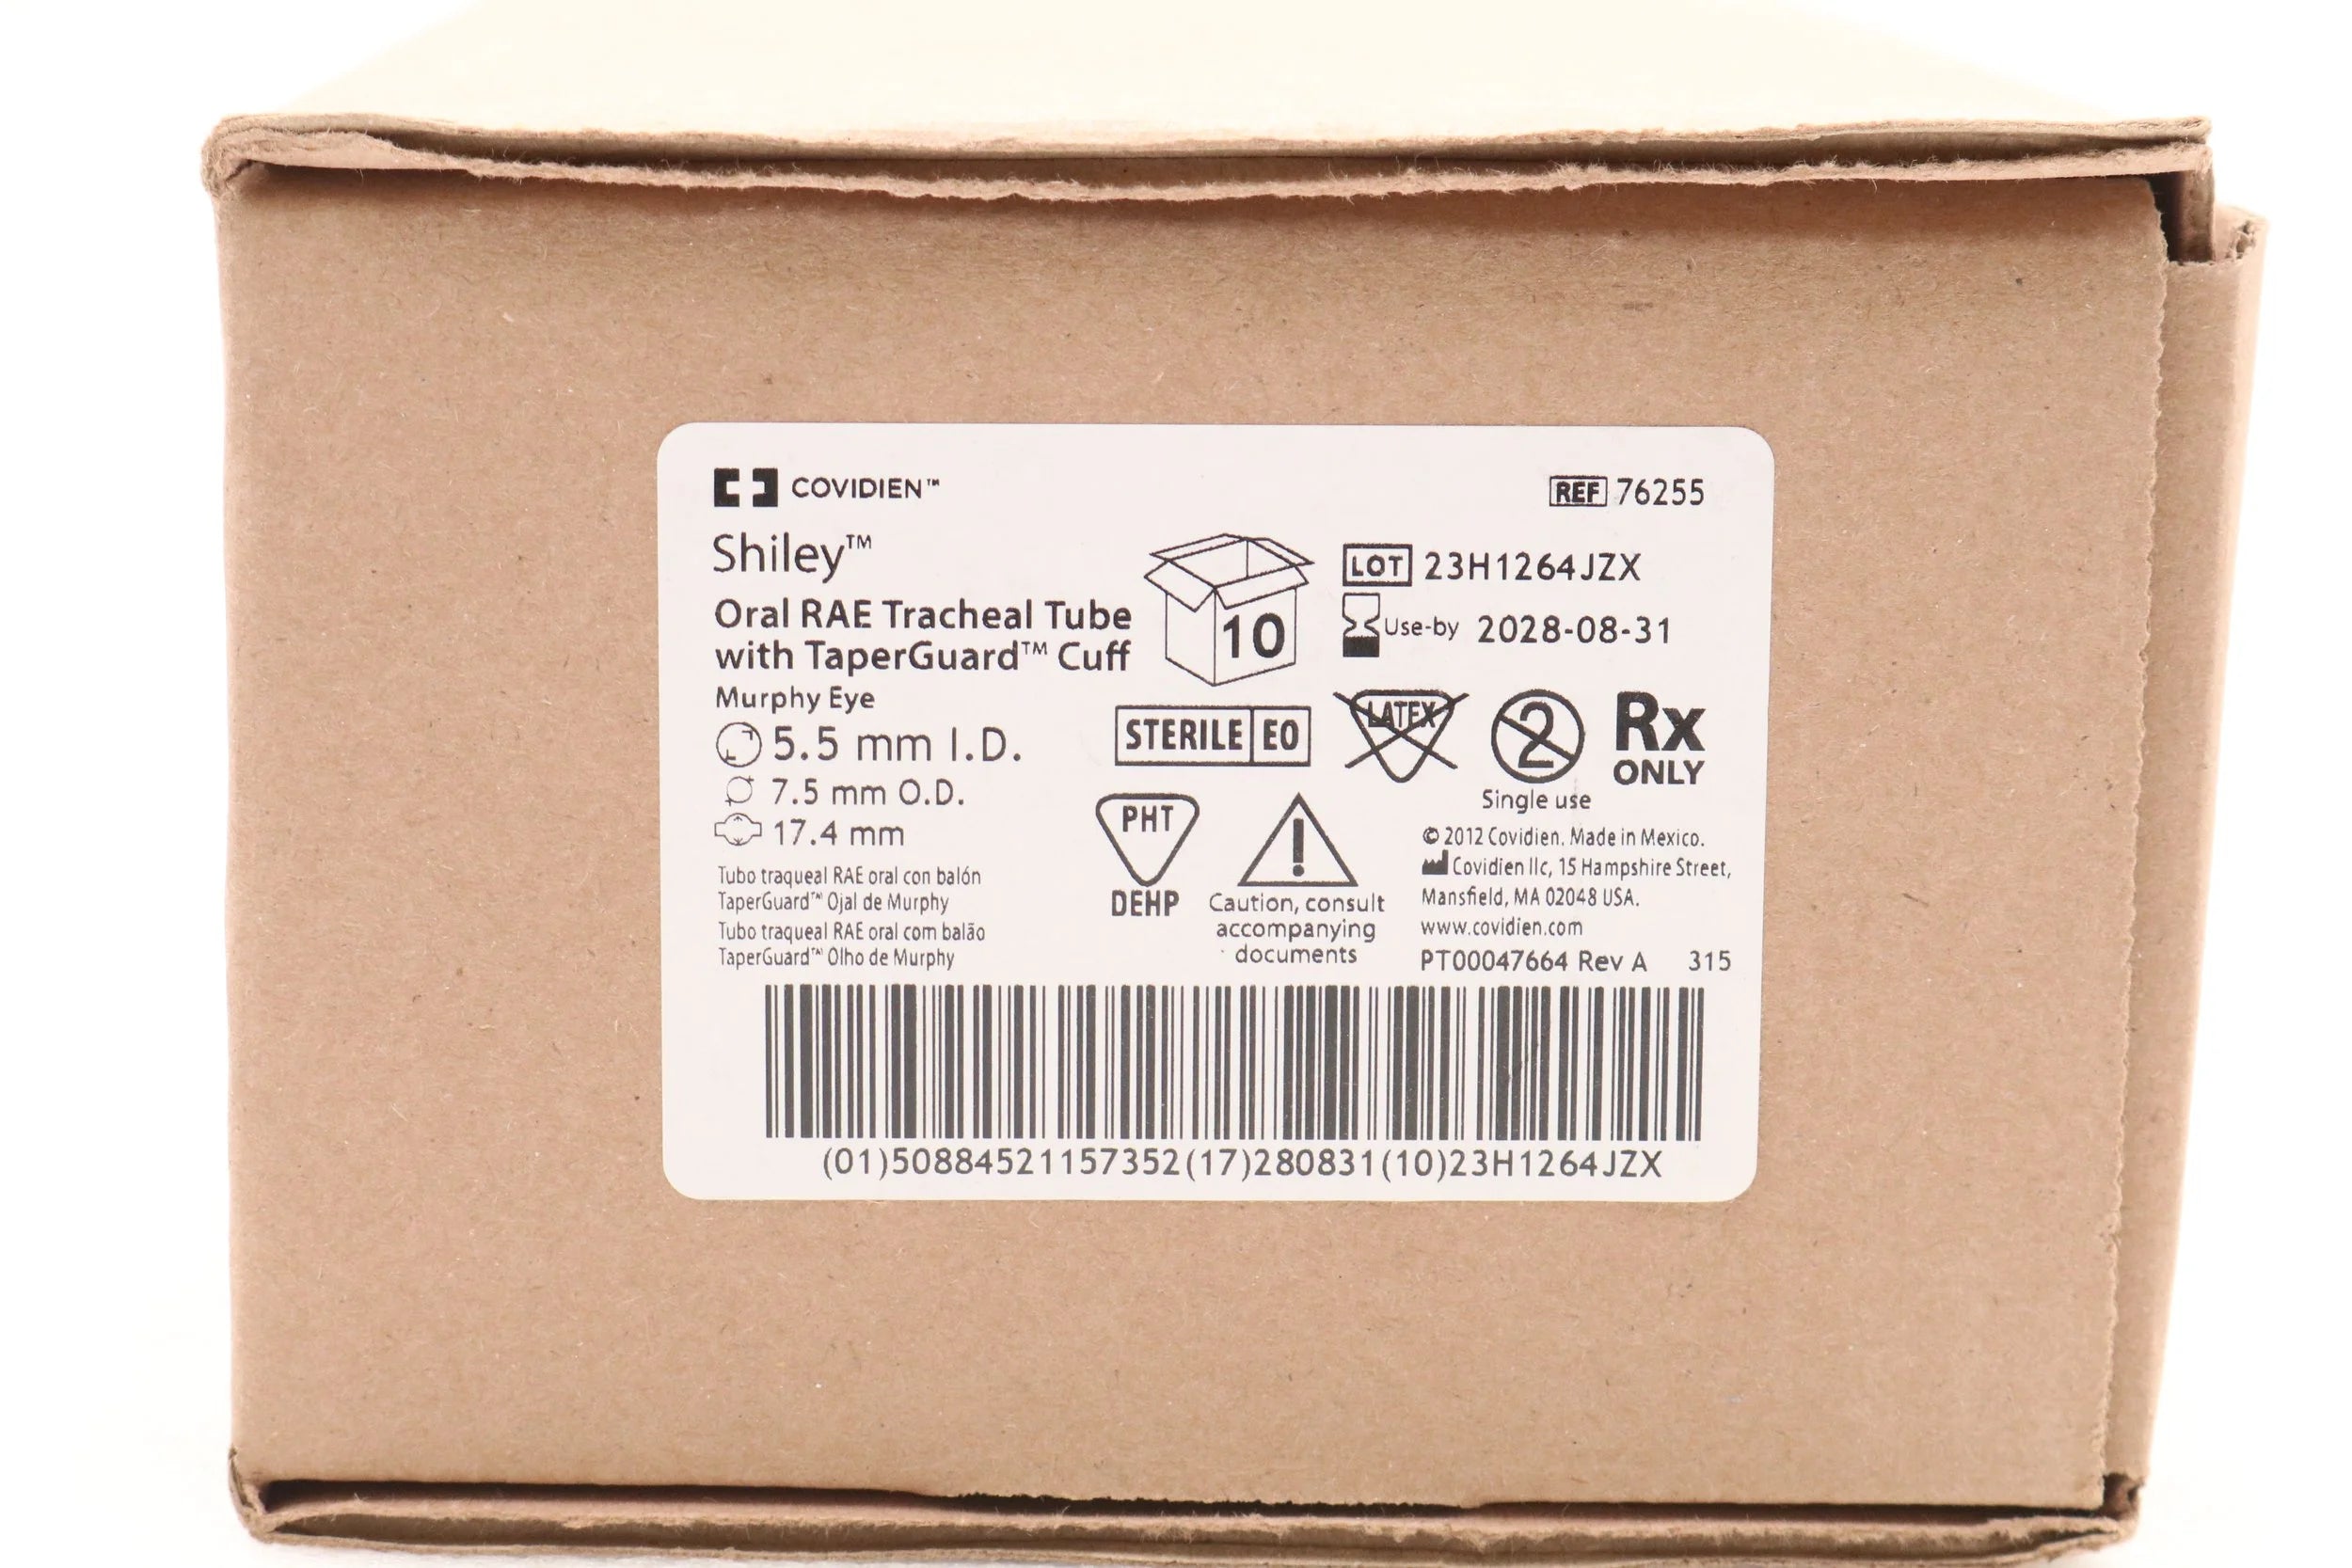 COVIDIEN™
REF 76255
Shiley™
Oral RAE Tracheal Tube
with TaperGuard™ Cuff
Murphy Eye
5.5 mm I.D.
7.5 mm O.D.
17.4 mm
Tubo traqueal RAE oral con balón
TaperGuard™ Ojal de Murphy
Tubo traqueal RAE oral com balão
TaperGuard™ Olho de Murphy
10
LOT 23H1264JZX
Use-by 2028-08-31
STERILE EO
LATEX
2
Single use
Rx
ONLY
PHT
DEHP
!
Caution, consult
accompanying
documents
© 2012 Covidien. Made in Mexico.
Covidien llc, 15 Hampshire Street,
Mansfield, MA 02048 USA.
www.covidien.com
PT00047664 Rev A 315
(01)50884521157352(17)280831(10)23H1264JZX